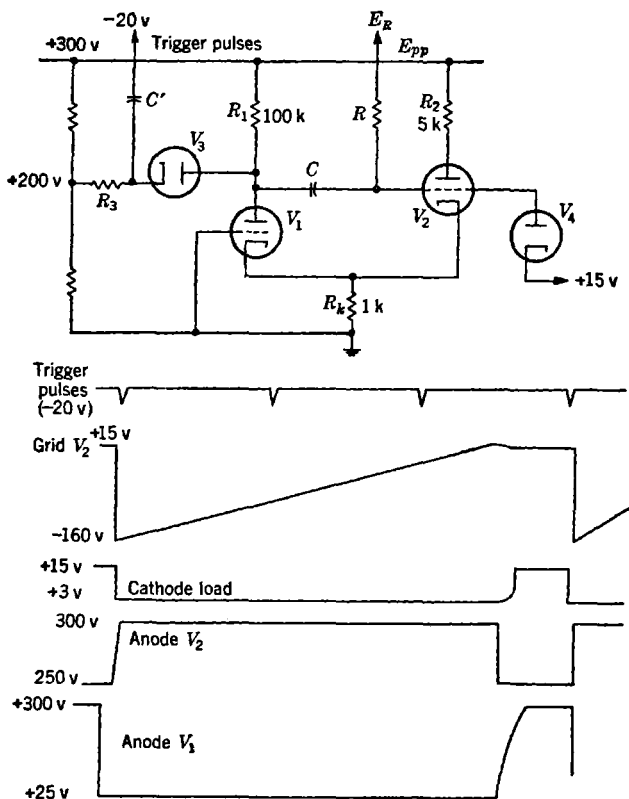 −20 v
+300 v
Trigger pulses
E_R
E_pp
C'
R_1
100 k
R
R_2
5 k
V_3
+200 v
R_3
C
V_1
V_2
V_4
+15 v
R_k
1 k
Trigger
pulses
(−20 v)
+15 v
Grid V_2
−160 v
+15 v
+3 v
Cathode load
300 v
Anode V_2
250 v
+300 v
Anode V_1
+25 v